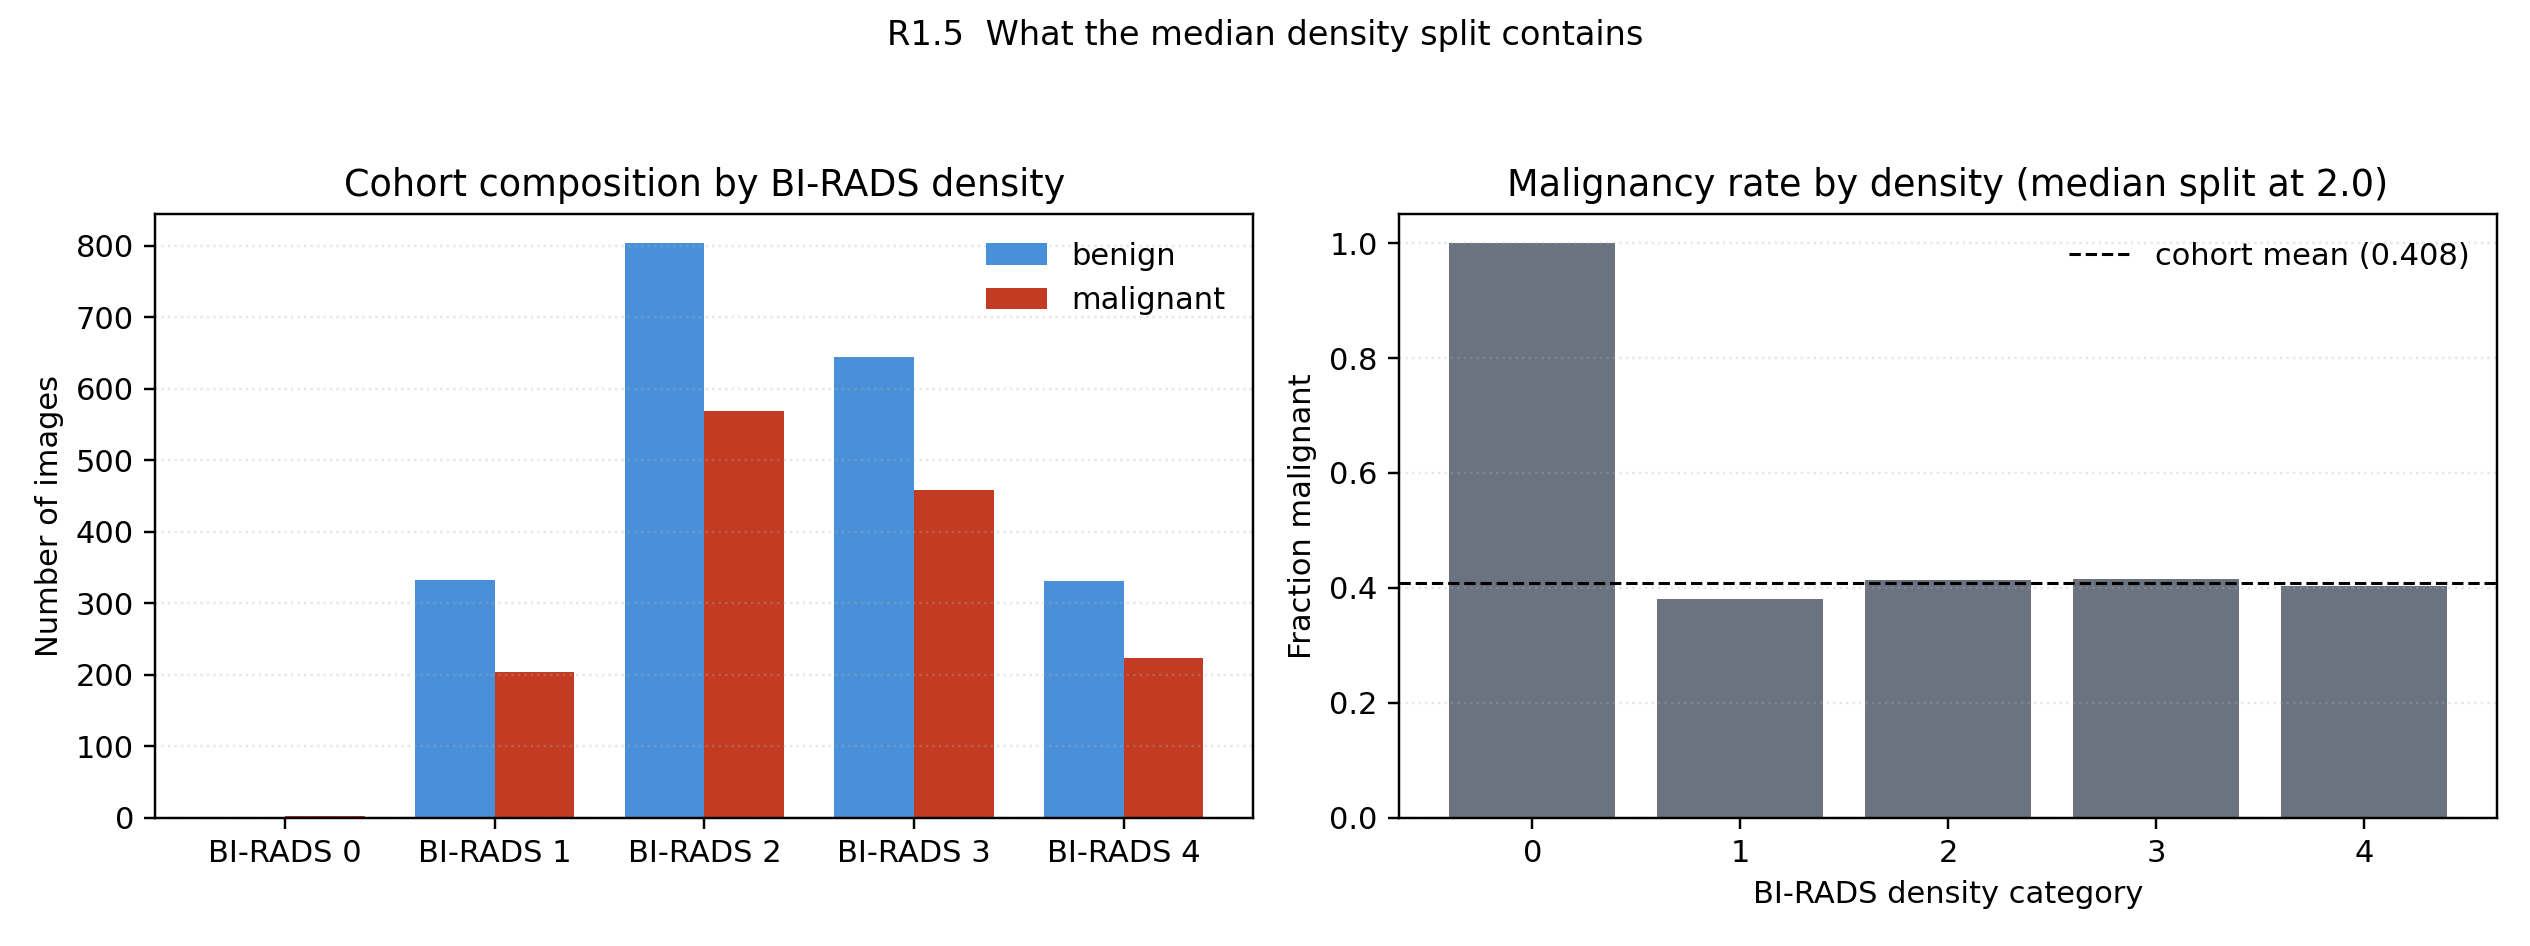 R1.5  What the median density split contains
Cohort composition by BI-RADS density
benign
malignant
Number of images
800
700
600
500
400
300
200
100
0
BI-RADS 0
BI-RADS 1
BI-RADS 2
BI-RADS 3
BI-RADS 4
Malignancy rate by density (median split at 2.0)
cohort mean (0.408)
Fraction malignant
1.0
0.8
0.6
0.4
0.2
0.0
0
1
2
3
4
BI-RADS density category